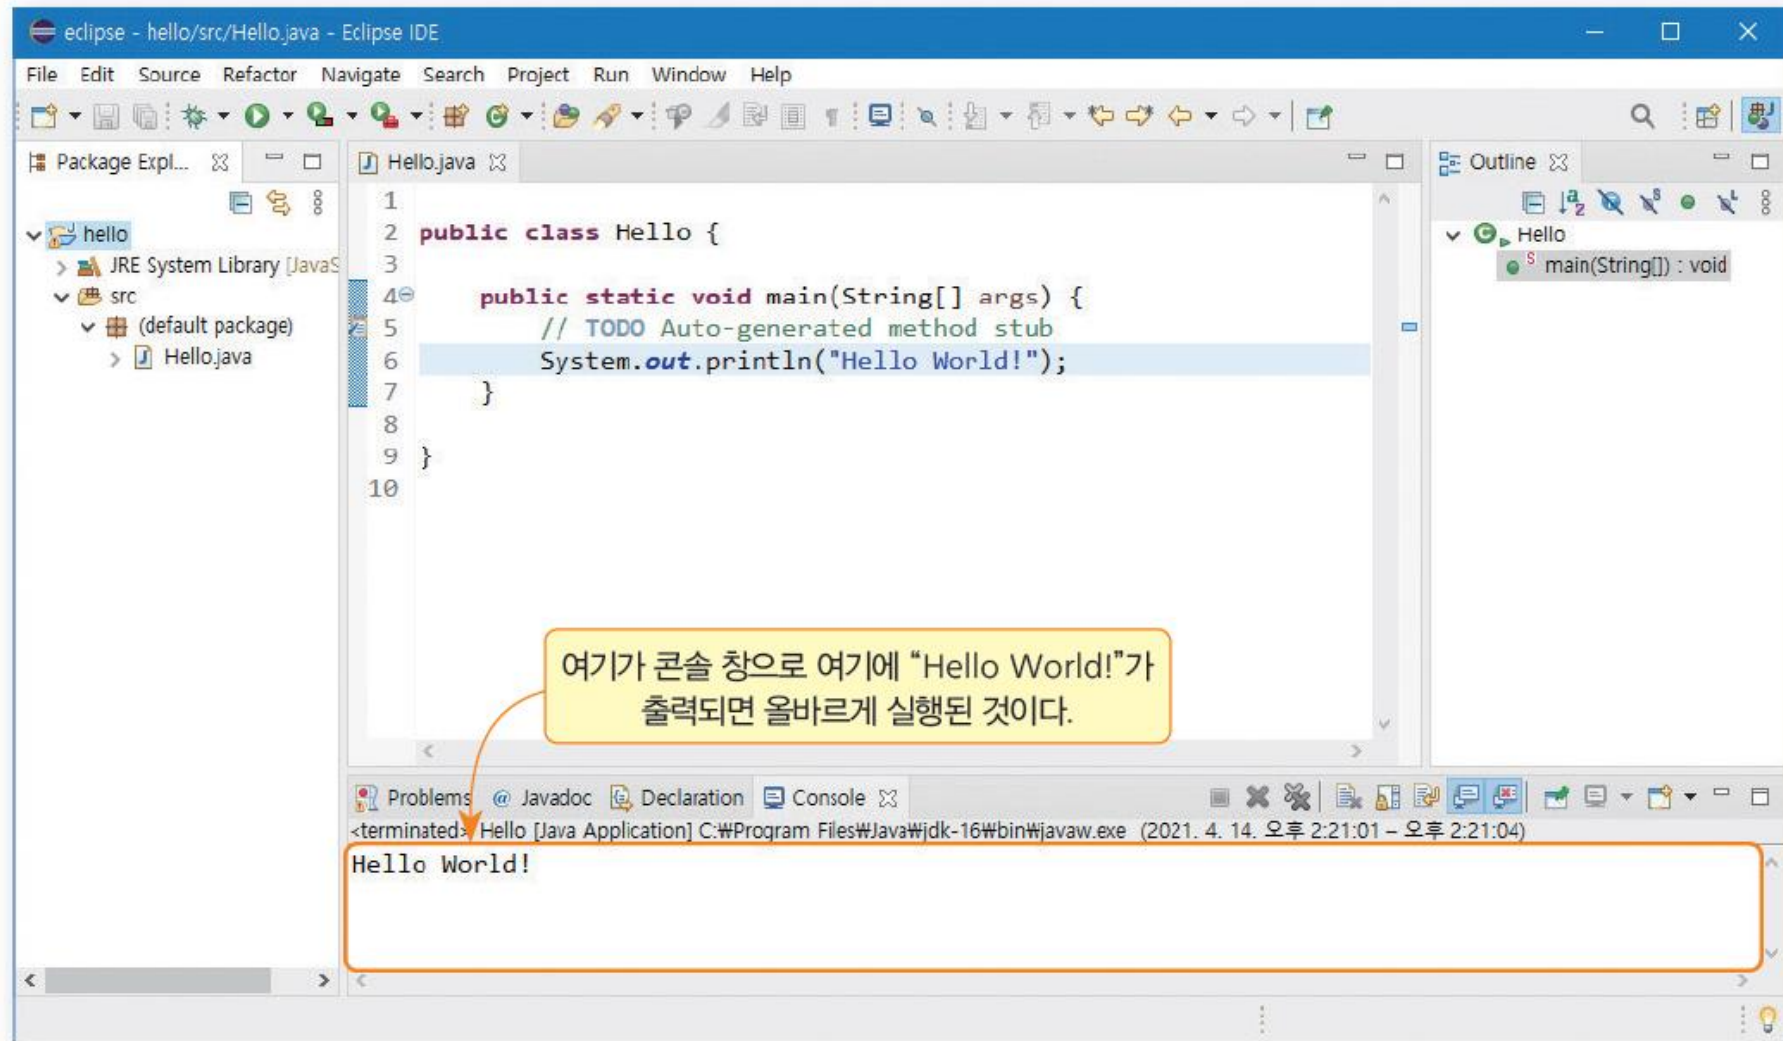 eclipse - hello/src/Hello.java - Eclipse IDE
File Edit Source Refactor Navigate Search Project Run Window Help
Package Expl...
hello
JRE System Library [JavaS
src
(default package)
Hello.java
Hello.java
1
2 public class Hello {
3
4 public static void main(String[] args) {
5 // TODO Auto-generated method stub
6 System.out.println("Hello World!");
7 }
8
9 }
10
Outline
Hello
main(String[]) : void
여기가 콘솔 창으로 여기에 “Hello World!”가
출력되면 올바르게 실행된 것이다.
Problems @ Javadoc Declaration Console
<terminated> Hello [Java Application] C:₩Program Files₩Java₩jdk-16₩bin₩javaw.exe (2021. 4. 14. 오후 2:21:01 – 오후 2:21:04)
Hello World!